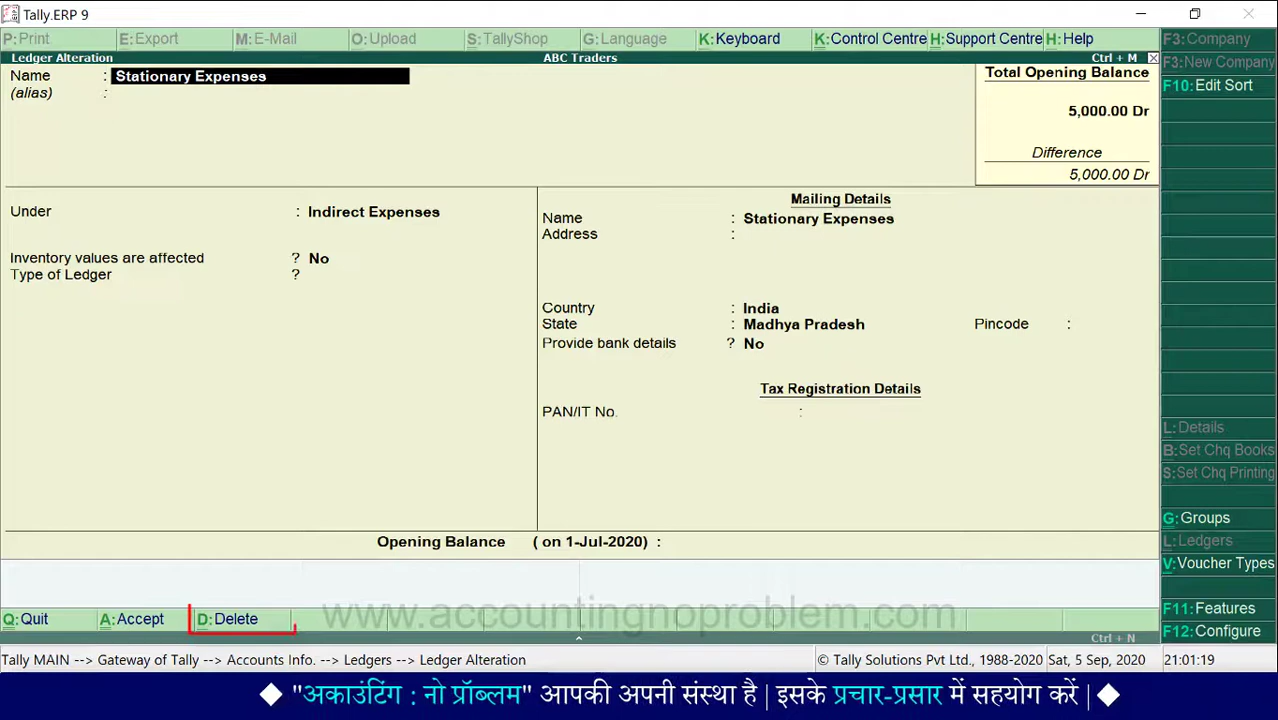 Tally.ERP 9
P: Print E: Export M: E-Mail O: Upload S: TallyShop G: Language K: Keyboard K: Control Centre H: Support Centre H: Help F3: Company
Ledger Alteration ABC Traders Ctrl + M
F3: New Company
Name : Stationary Expenses Total Opening Balance
F10: Edit Sort
(alias) :
5,000.00 Dr
Difference
5,000.00 Dr
Mailing Details
Under : Indirect Expenses Name : Stationary Expenses
Address :
Inventory values are affected ? No
Type of Ledger ?
Country : India
State : Madhya Pradesh Pincode :
Provide bank details ? No
Tax Registration Details
PAN/IT No. :
L: Details
B: Set Chq Books
S: Set Chq Printing
G: Groups
Opening Balance ( on 1-Jul-2020) : L: Ledgers
V: Voucher Types
F11: Features
Q: Quit A: Accept D: Delete www.accountingnoproblem.com
F12: Configure
Ctrl + N
Tally MAIN --> Gateway of Tally --> Accounts Info. --> Ledgers --> Ledger Alteration © Tally Solutions Pvt Ltd., 1988-2020 Sat, 5 Sep, 2020 21:01:19
◆ "अकाउंटिंग : नो प्रॉब्लम" आपकी अपनी संस्था है | इसके प्रचार-प्रसार में सहयोग करें | ◆